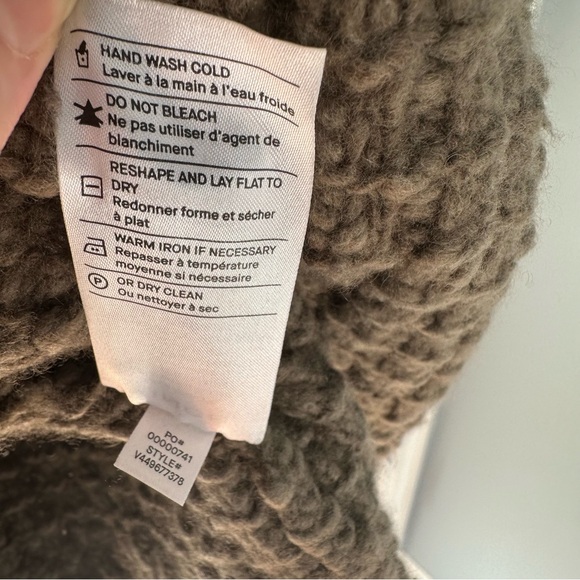 HAND WASH COLD
Laver à la main à l'eau froide
DO NOT BLEACH
Ne pas utiliser d'agent de
blanchiment
RESHAPE AND LAY FLAT TO
DRY
Redonner forme et sécher
à plat
WARM IRON IF NECESSARY
Repasser à température
moyenne si nécessaire
P
OR DRY CLEAN
Ou nettoyer à sec
PO#
00000741
STYLE#
V449677378